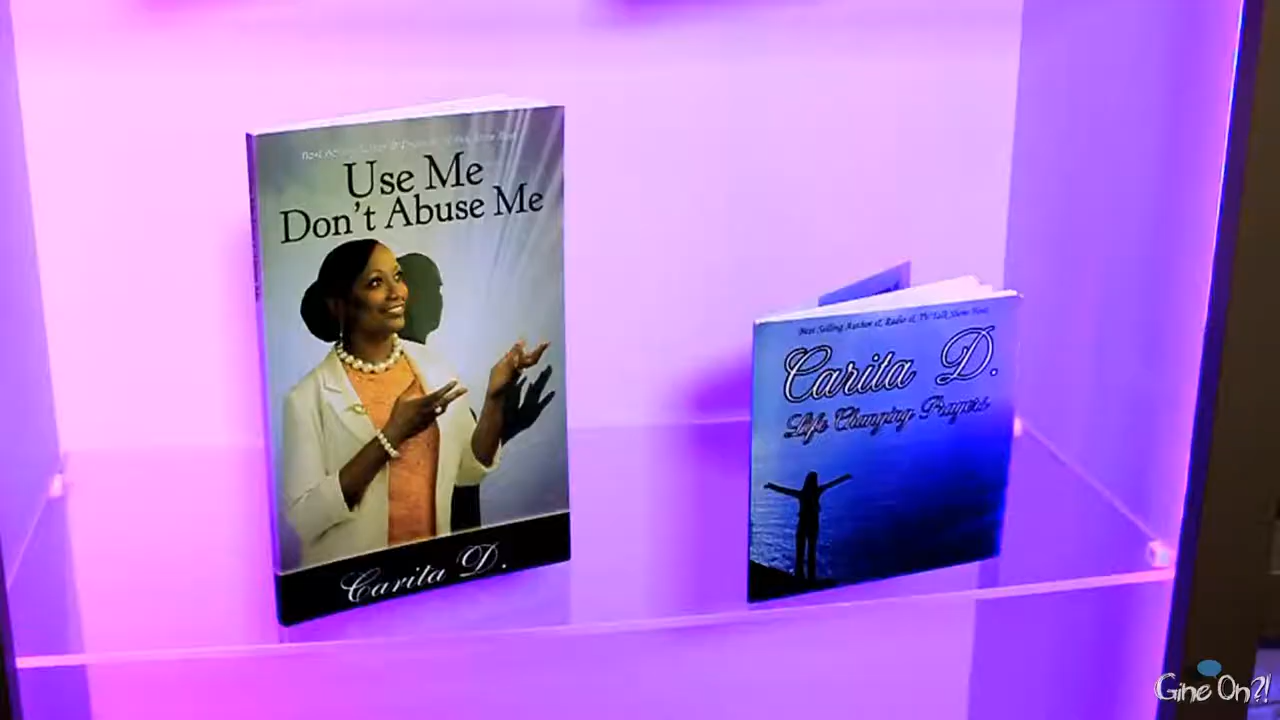 Use Me
Don't Abuse Me
Carita D.
Best Selling Author & Radio & TV Talk Show Host
Carita D.
Life Changing Prayers
Gine On?!